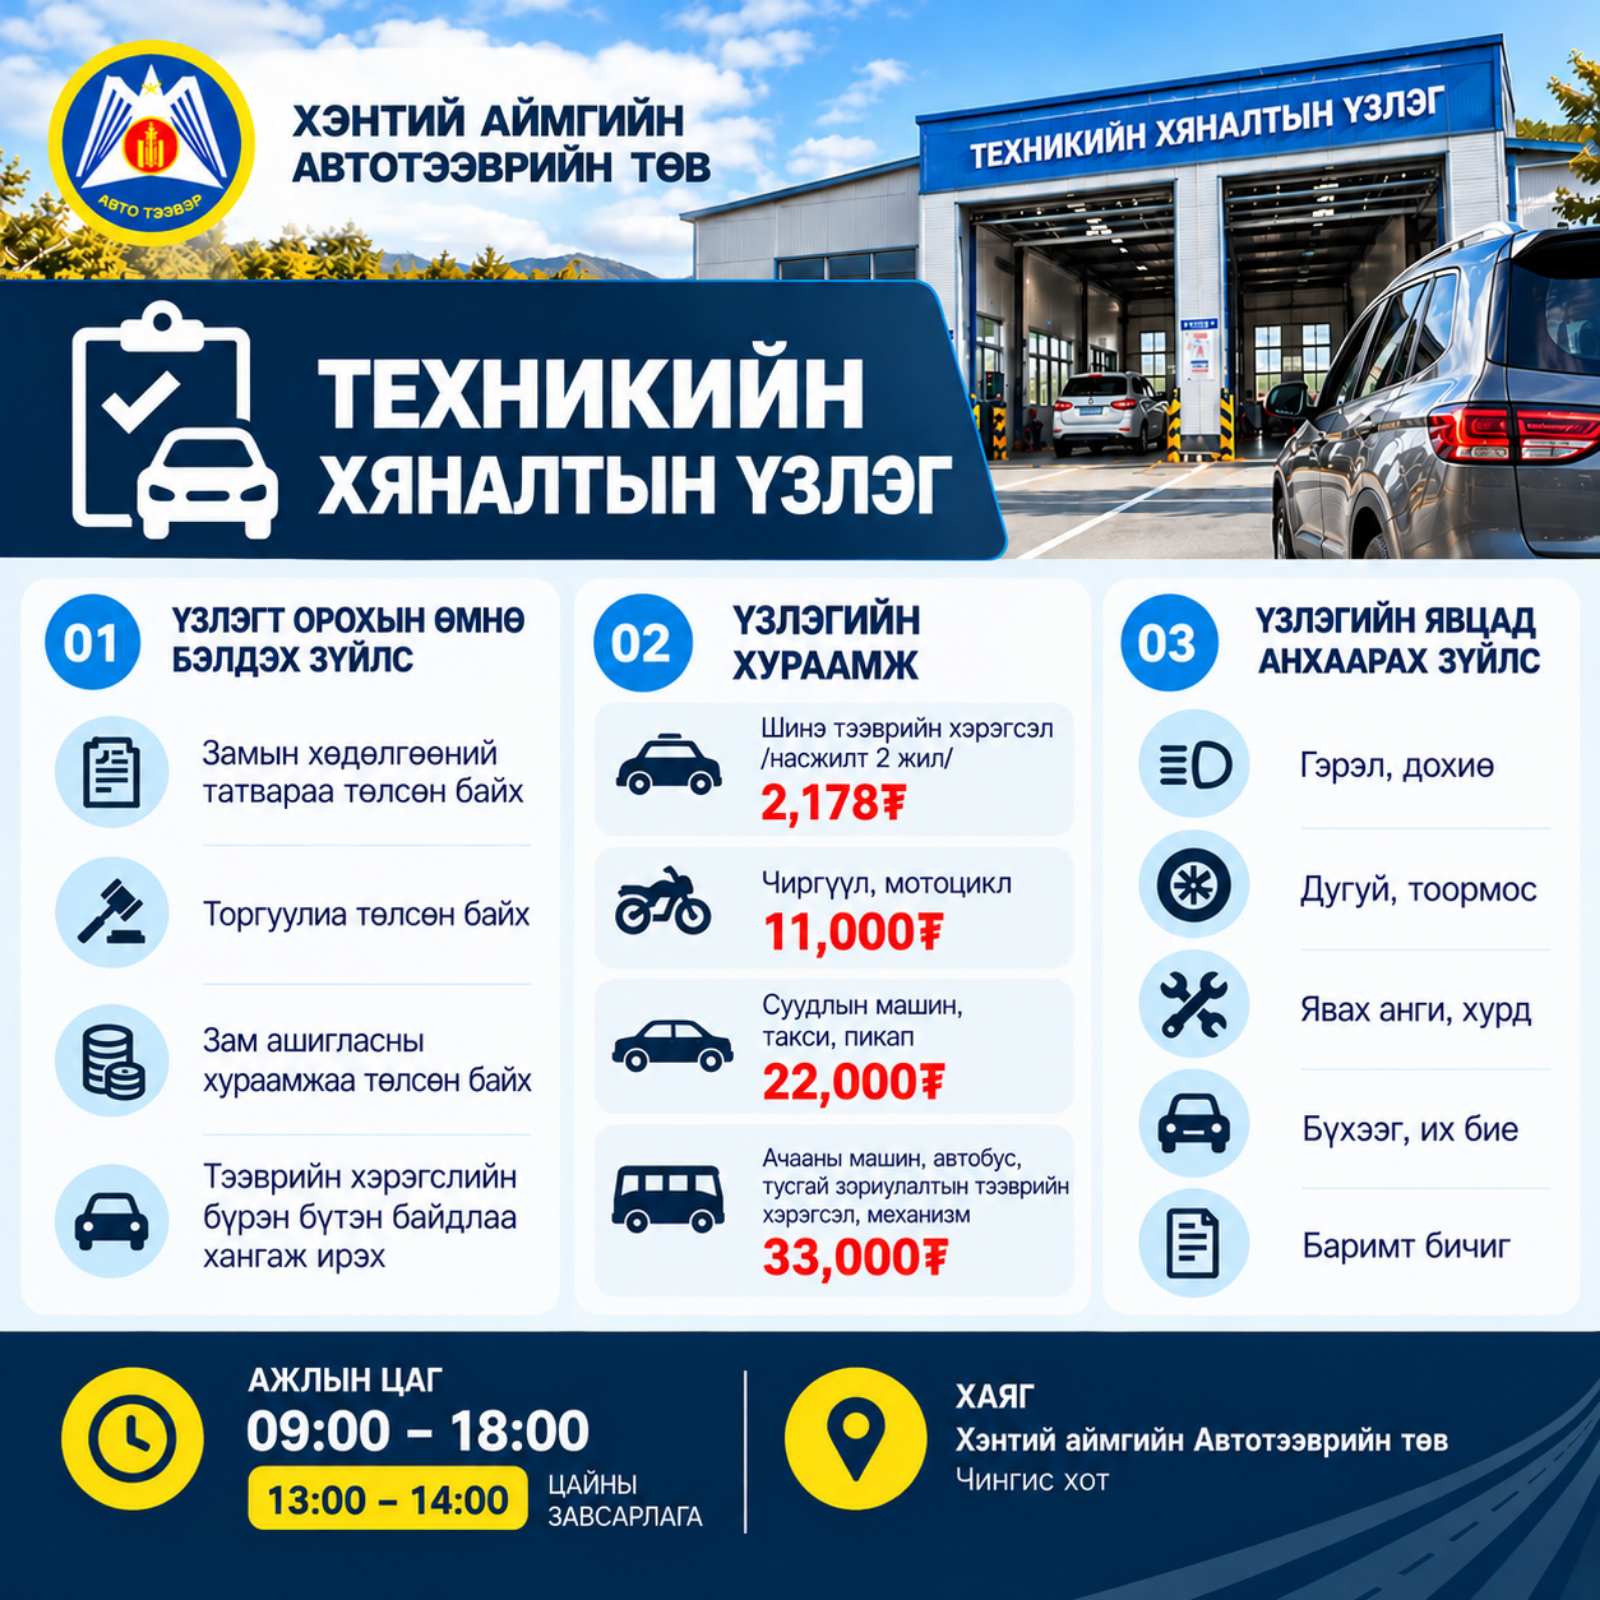 ХЭНТИЙ АЙМГИЙН
АВТОТЭЭВРИЙН ТӨВ
АВТО ТЭЭВЭР
ТЕХНИКИЙН ХЯНАЛТЫН ҮЗЛЭГ
ТЕХНИКИЙН
ХЯНАЛТЫН ҮЗЛЭГ
01
ҮЗЛЭГТ ОРОХЫН ӨМНӨ
БЭЛДЭХ ЗҮЙЛС
Замын хөдөлгөөний
татвараа төлсөн байх
Торгуулиа төлсөн байх
Зам ашигласны
хураамжаа төлсөн байх
Тээврийн хэрэгслийн
бүрэн бүтэн байдлаа
хангаж ирэх
02
ҮЗЛЭГИЙН
ХУРААМЖ
Шинэ тээврийн хэрэгсэл
/насжилт 2 жил/
2,178₮
Чиргүүл, мотоцикл
11,000₮
Суудлын машин,
такси, пикап
22,000₮
Ачааны машин, автобус,
тусгай зориулалтын тээврийн
хэрэгсэл, механизм
33,000₮
03
ҮЗЛЭГИЙН ЯВЦАД
АНХААРАХ ЗҮЙЛС
Гэрэл, дохиө
Дугуй, тоормос
Явах анги, хурд
Бүхээг, их бие
Баримт бичиг
АЖЛЫН ЦАГ
09:00 – 18:00
13:00 – 14:00
ЦАЙНЫ
ЗАВСАРЛАГА
ХАЯГ
Хэнтий аймгийн Автотээврийн төв
Чингис хот